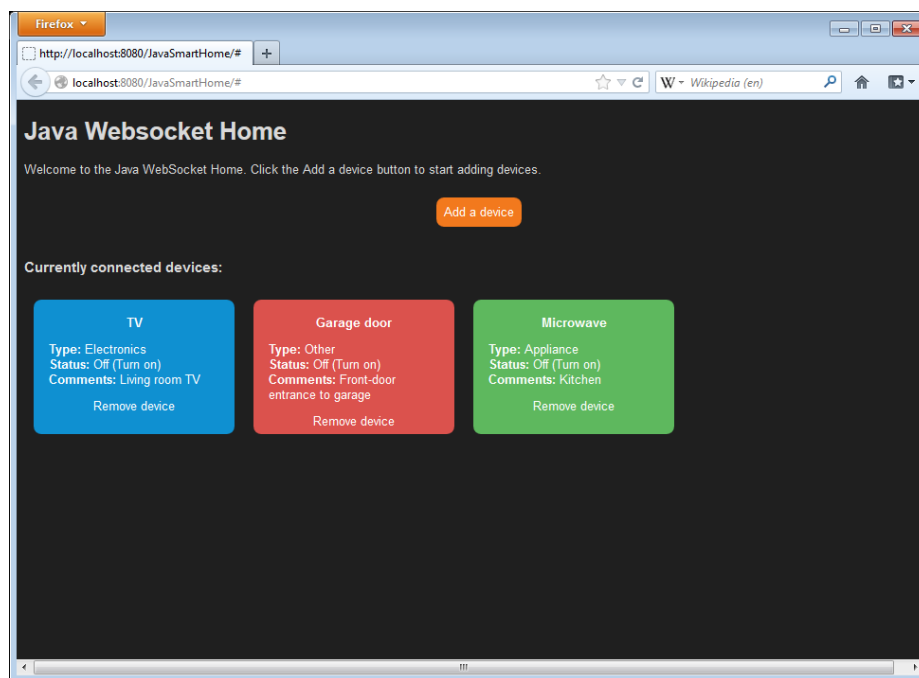 Firefox
http://localhost:8080/JavaSmartHome/#
localhost:8080/JavaSmartHome/#
W
Wikipedia (en)
Java Websocket Home
Welcome to the Java WebSocket Home. Click the Add a device button to start adding devices.
Add a device
Currently connected devices:
TV
Type: Electronics
Status: Off (Turn on)
Comments: Living room TV
Remove device
Garage door
Type: Other
Status: Off (Turn on)
Comments: Front-door
entrance to garage
Remove device
Microwave
Type: Appliance
Status: Off (Turn on)
Comments: Kitchen
Remove device